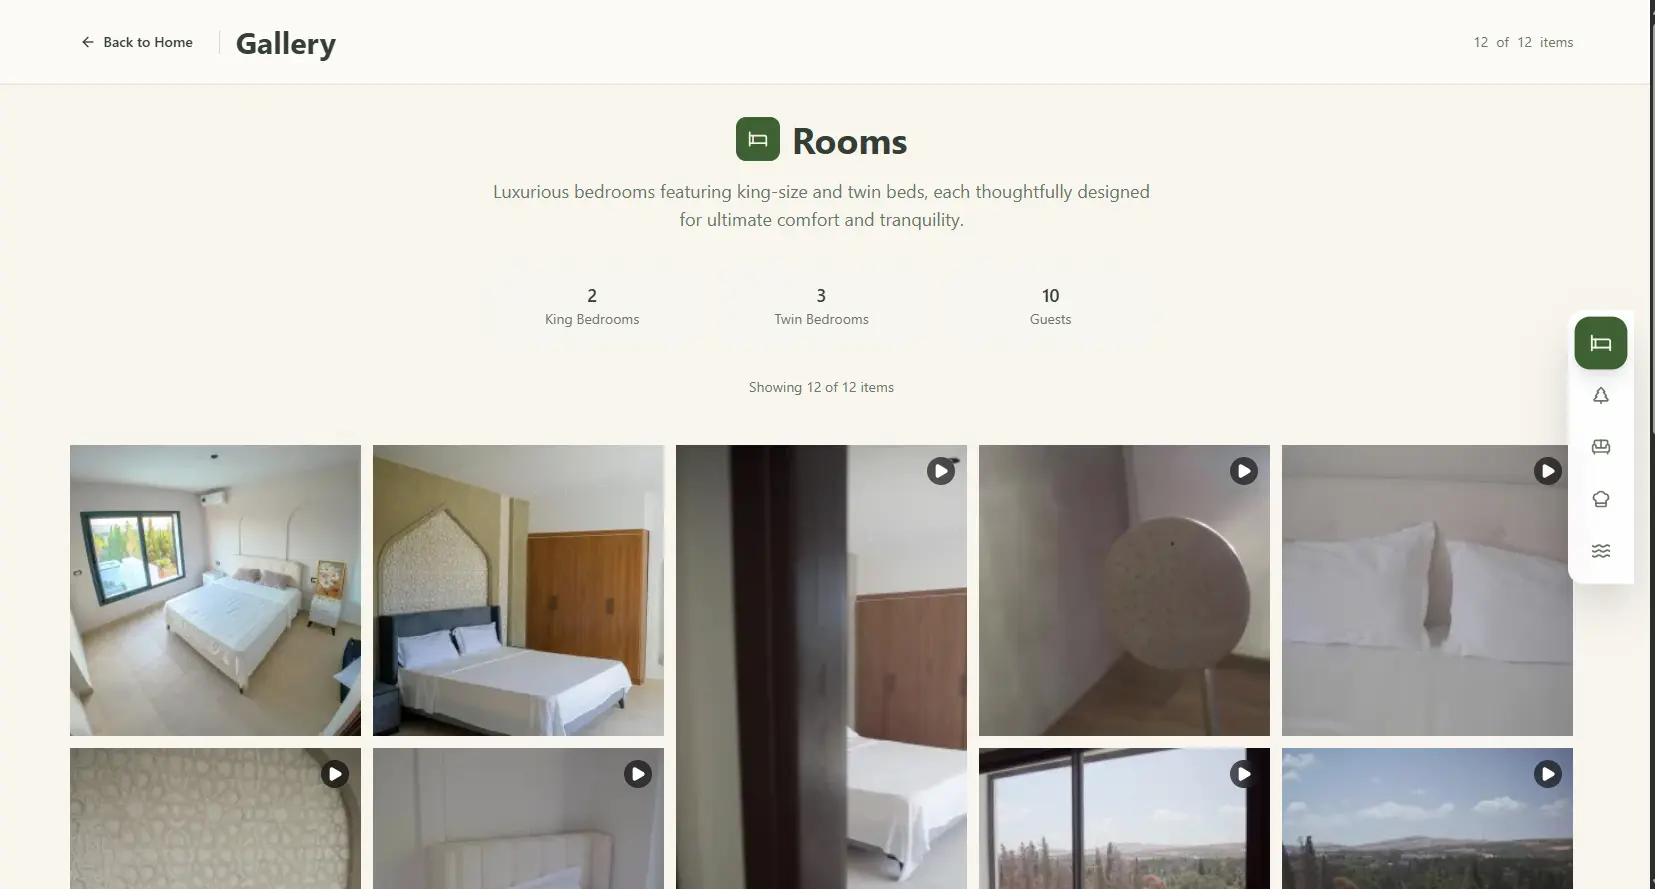 Back to Home
Gallery
12 of 12 items
Rooms
Luxurious bedrooms featuring king-size and twin beds, each thoughtfully designed
for ultimate comfort and tranquility.
2
King Bedrooms
3
Twin Bedrooms
10
Guests
Showing 12 of 12 items